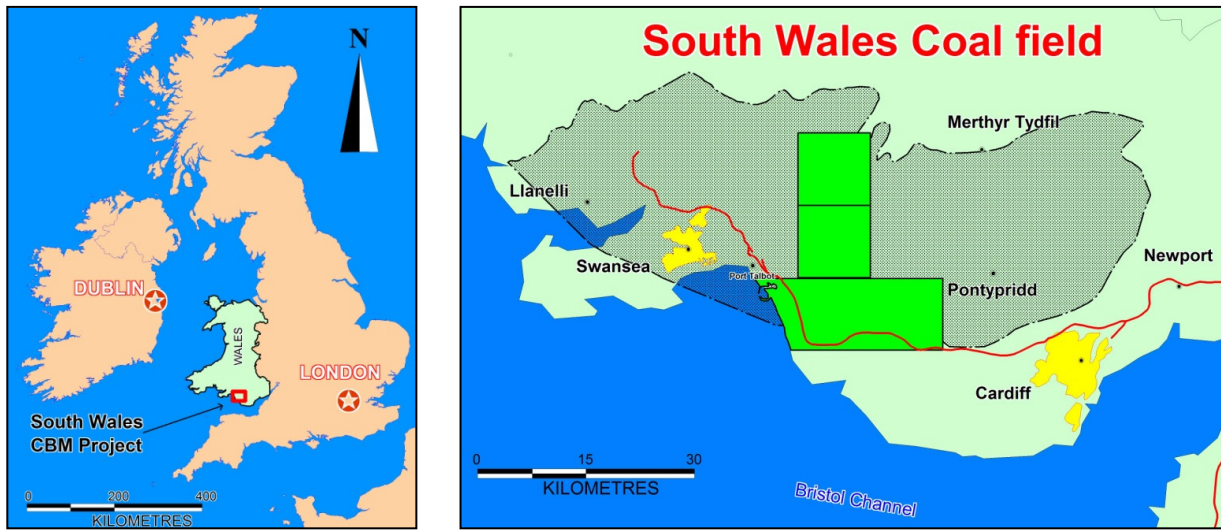 N
DUBLIN
WALES
LONDON
South Wales
CBM Project
0 200 400
KILOMETRES
South Wales Coal field
Merthyr Tydfil
Llanelli
Swansea
Port Talbot
Pontypridd
Newport
Cardiff
0 15 30
KILOMETRES
Bristol Channel